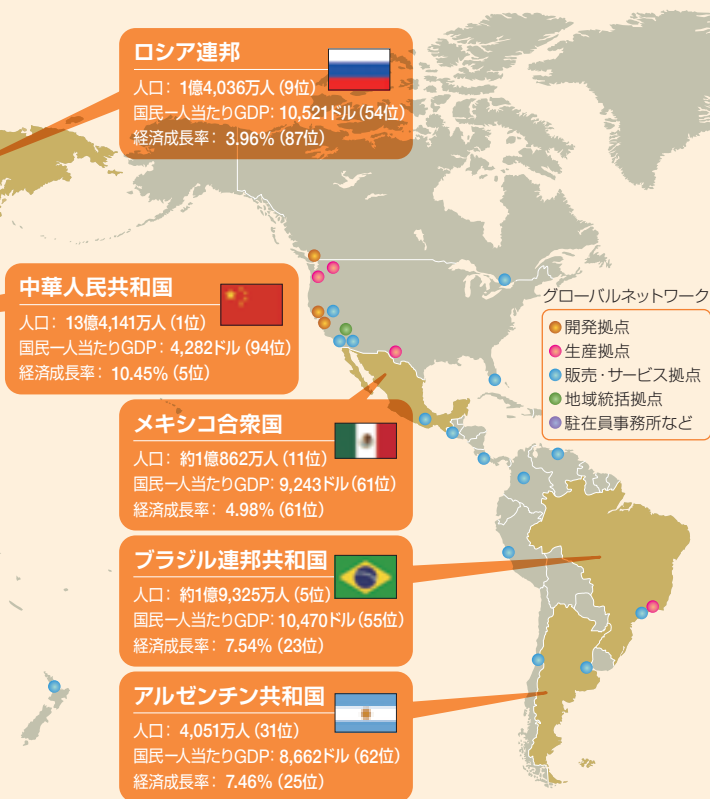 ロシア連邦
人口： 1億4,036万人（9位）
国民一人当たりGDP：10,521ドル（54位）
経済成長率： 3.96%（87位）
中華人民共和国
人口： 13億4,141万人（1位）
国民一人当たりGDP： 4,282ドル（94位）
経済成長率： 10.45%（5位）
グローバルネットワーク
開発拠点
生産拠点
販売・サービス拠点
地域統括拠点
駐在員事務所など
メキシコ合衆国
人口： 約1億862万人（11位）
国民一人当たりGDP：9,243ドル（61位）
経済成長率： 4.98%（61位）
ブラジル連邦共和国
人口： 約1億9,325万人（5位）
国民一人当たりGDP：10,470ドル（55位）
経済成長率： 7.54%（23位）
アルゼンチン共和国
人口： 4,051万人（31位）
国民一人当たりGDP：8,662ドル（62位）
経済成長率： 7.46%（25位）